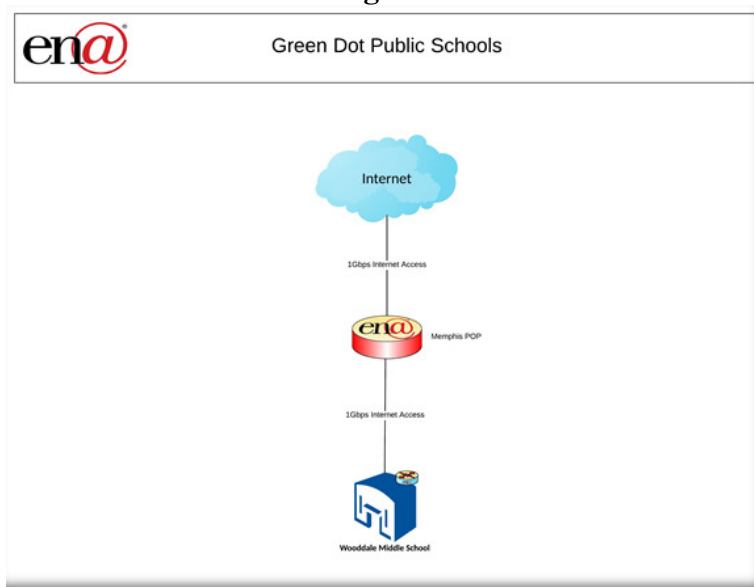 ena
Green Dot Public Schools
Internet
1Gbps Internet Access
ena
Memphis POP
1Gbps Internet Access
Wooddale Middle School